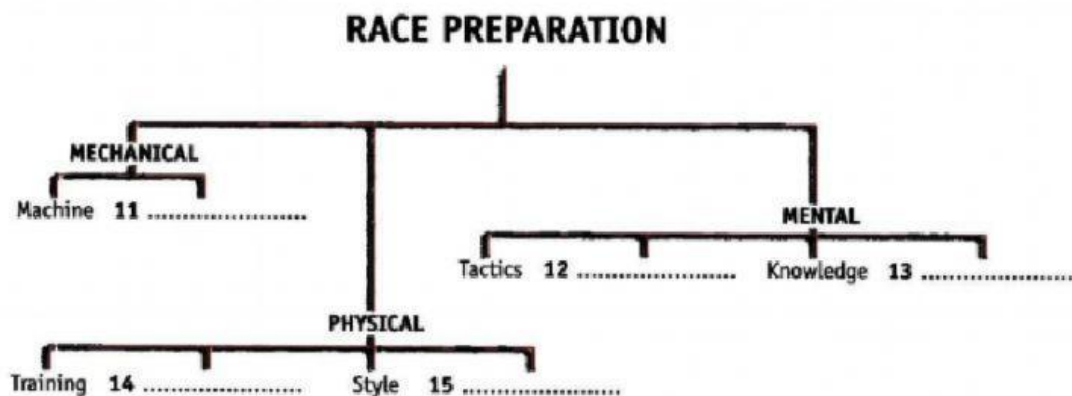 RACE PREPARATION
MECHANICAL
Machine 11 ..............................
MENTAL
Tactics 12 .............................. Knowledge 13 ..............................
PHYSICAL
Training 14 .............................. Style 15 ..............................